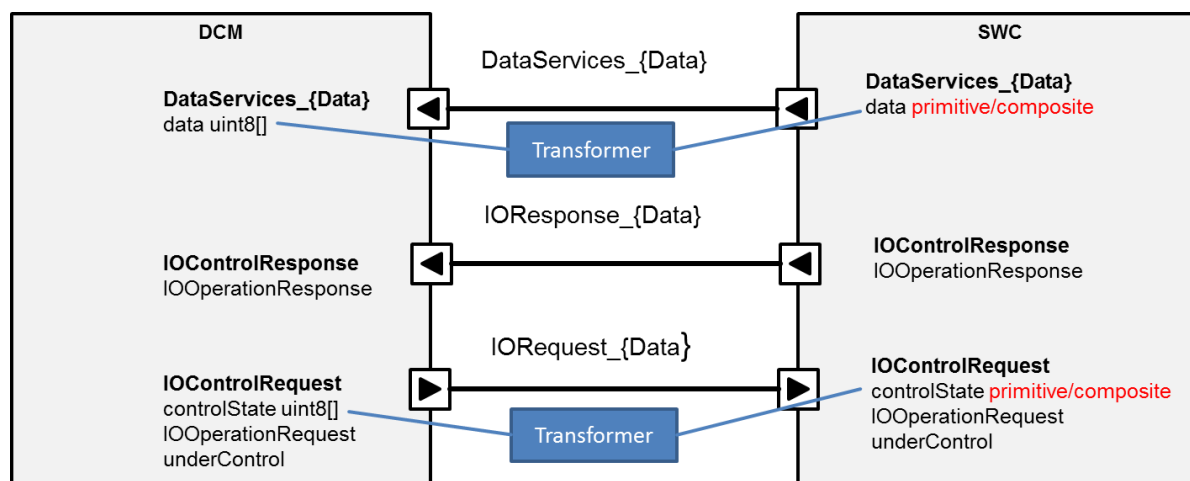 DCM
SWC
DataServices_{Data}
DataServices_{Data}
data uint8[]
DataServices_{Data}
data primitive/composite
Transformer
IOResponse_{Data}
IOControlResponse
IOOperationResponse
IOControlResponse
IOOperationResponse
IORequest_{Data}
IOControlRequest
controlState uint8[]
IOOperationRequest
underControl
IOControlRequest
controlState primitive/composite
IOOperationRequest
underControl
Transformer